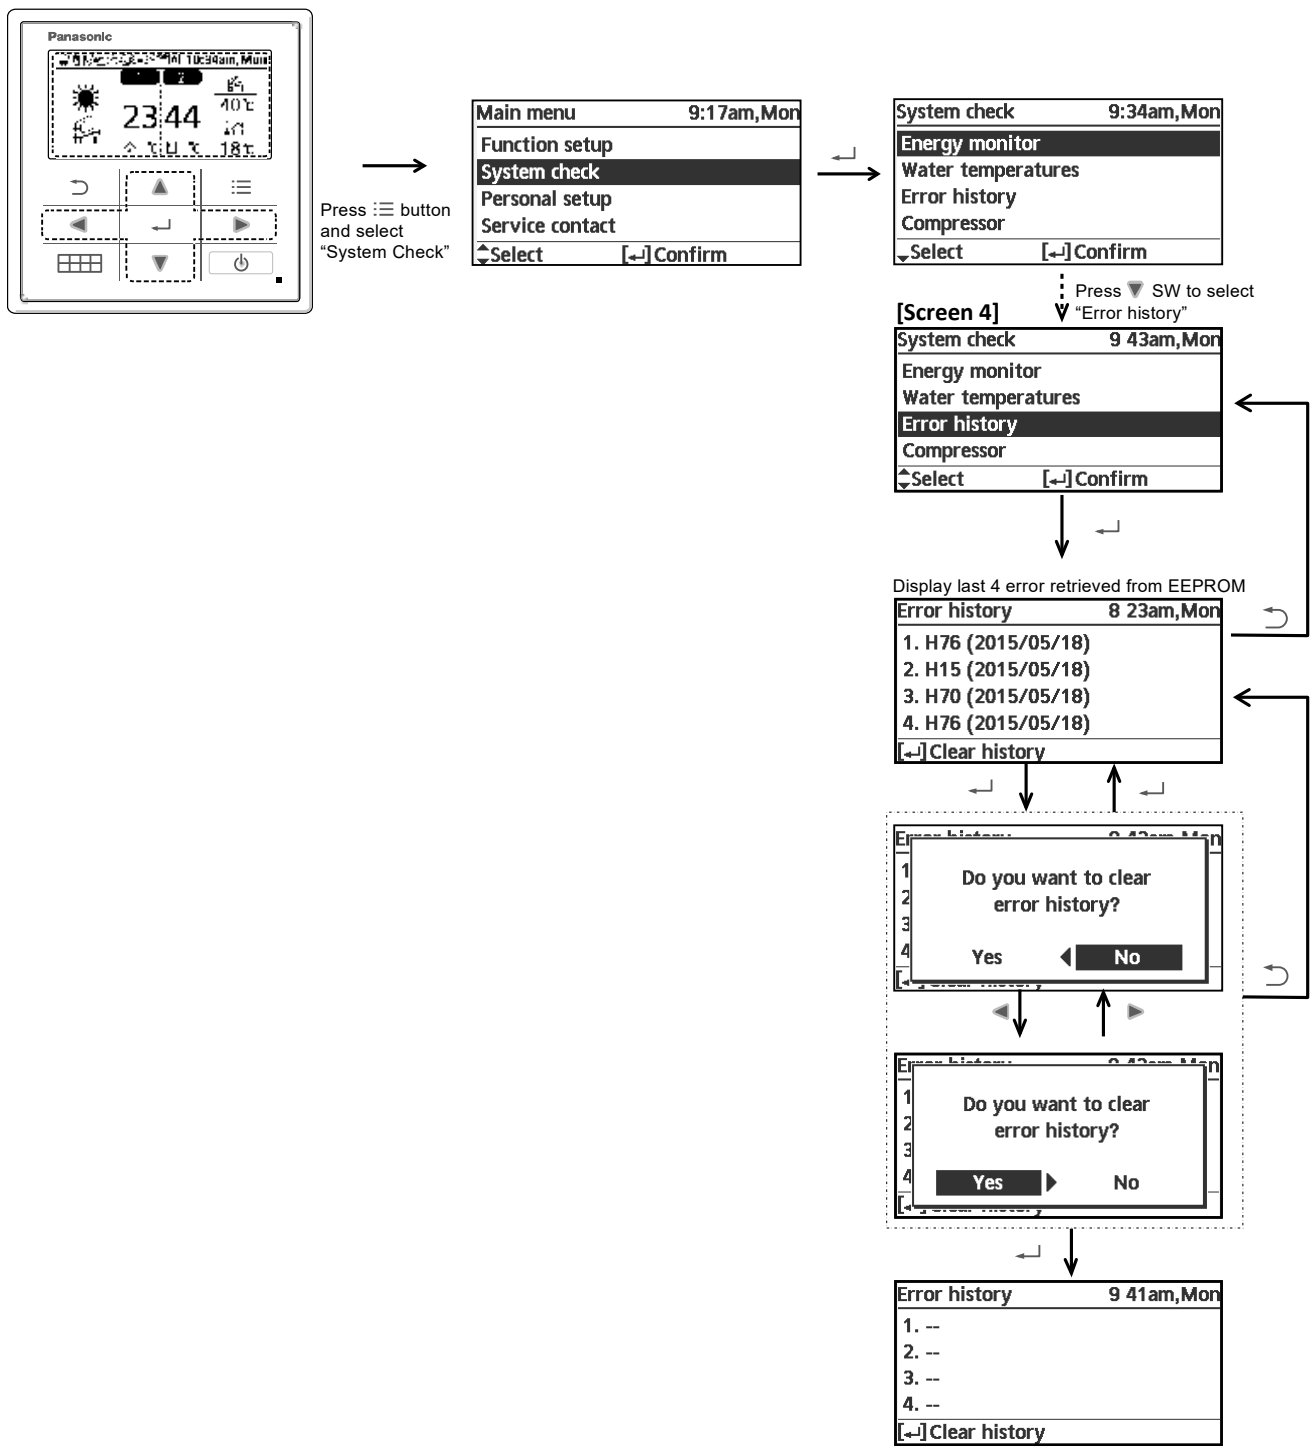 Panasonic
10:34am, Mon
1 2
23 44
40℃
18℃
Press button
and select
“System Check”
Main menu 9:17am,Mon
Function setup
System check
Personal setup
Service contact
Select [↵]Confirm
System check 9:34am,Mon
Energy monitor
Water temperatures
Error history
Compressor
Select [↵]Confirm
Press ▼ SW to select
“Error history”
[Screen 4]
System check 9 43am,Mon
Energy monitor
Water temperatures
Error history
Compressor
Select [↵]Confirm
Display last 4 error retrieved from EEPROM
Error history 8 23am,Mon
1. H76 (2015/05/18)
2. H15 (2015/05/18)
3. H70 (2015/05/18)
4. H76 (2015/05/18)
[↵]Clear history
Do you want to clear
error history?
Yes ◀ No
Do you want to clear
error history?
Yes ▶ No
Error history 9 41am,Mon
1. --
2. --
3. --
4. --
[↵]Clear history